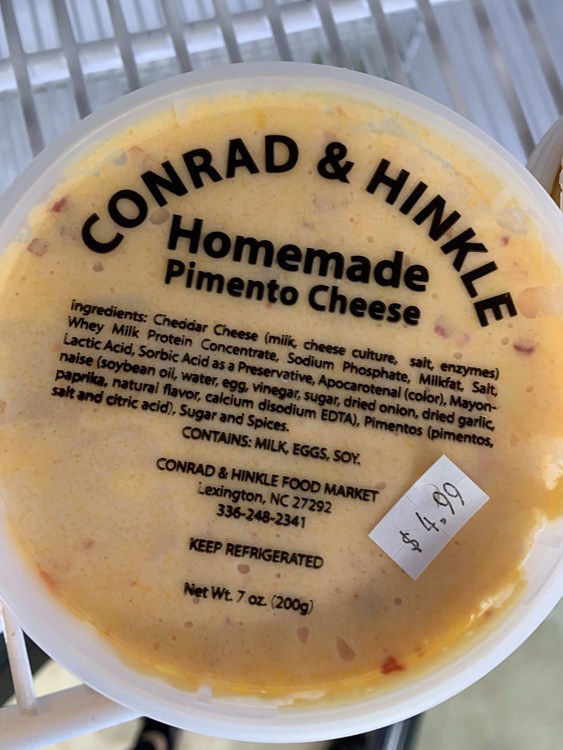 CONRAD & HINKLE
Homemade
Pimento Cheese
Ingredients: Cheddar Cheese (milk, cheese culture, salt, enzymes)
Whey Milk Protein Concentrate, Sodium Phosphate, Milkfat, Salt,
Lactic Acid, Sorbic Acid as a Preservative, Apocarotenal (color), Mayon-
naise (soybean oil, water, egg, vinegar, sugar, dried onion, dried garlic,
paprika, natural flavor, calcium disodium EDTA), Pimentos (pimentos,
salt and citric acid), Sugar and Spices.
CONTAINS: MILK, EGGS, SOY.
CONRAD & HINKLE FOOD MARKET
Lexington, NC 27292
336-248-2341
$4.99
KEEP REFRIGERATED
Net Wt. 7 oz. (200g)